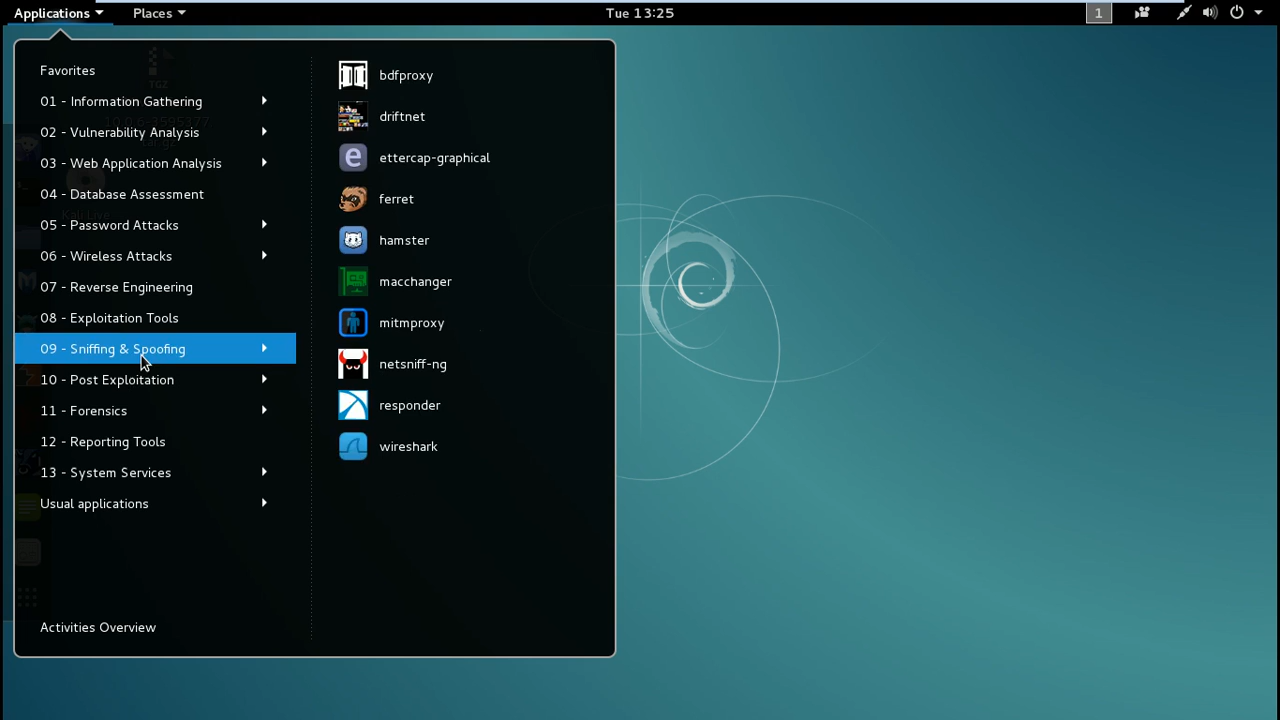 Applications
Places
Tue 13:25
1
Favorites
01 - Information Gathering
02 - Vulnerability Analysis
03 - Web Application Analysis
04 - Database Assessment
05 - Password Attacks
06 - Wireless Attacks
07 - Reverse Engineering
08 - Exploitation Tools
09 - Sniffing & Spoofing
10 - Post Exploitation
11 - Forensics
12 - Reporting Tools
13 - System Services
Usual applications
Activities Overview
bdfproxy
driftnet
ettercap-graphical
ferret
hamster
macchanger
mitmproxy
netsniff-ng
responder
wireshark